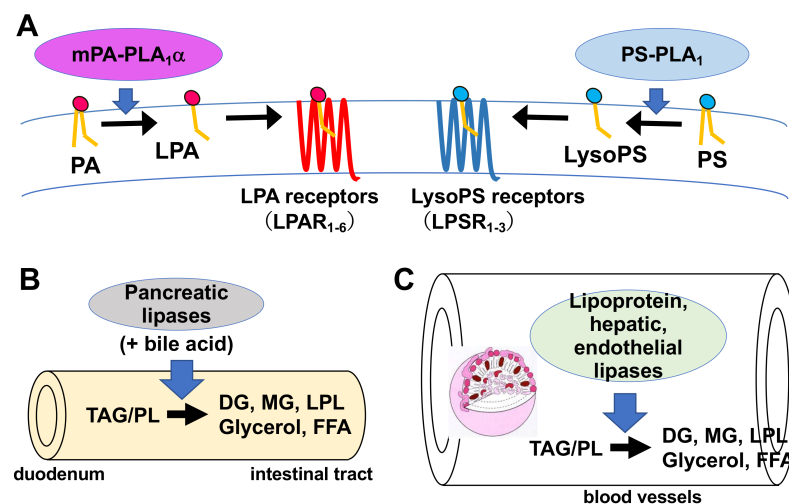 A
mPA-PLA₁α
PS-PLA₁
PA
LPA
LysoPS
PS
LPA receptors
（LPAR₁₋₆）
LysoPS receptors
（LPSR₁₋₃）
B
Pancreatic
lipases
(+ bile acid)
TAG/PL
DG, MG, LPL
Glycerol, FFA
duodenum
intestinal tract
C
Lipoprotein,
hepatic,
endothelial
lipases
TAG/PL
DG, MG, LPL
Glycerol, FFA
blood vessels